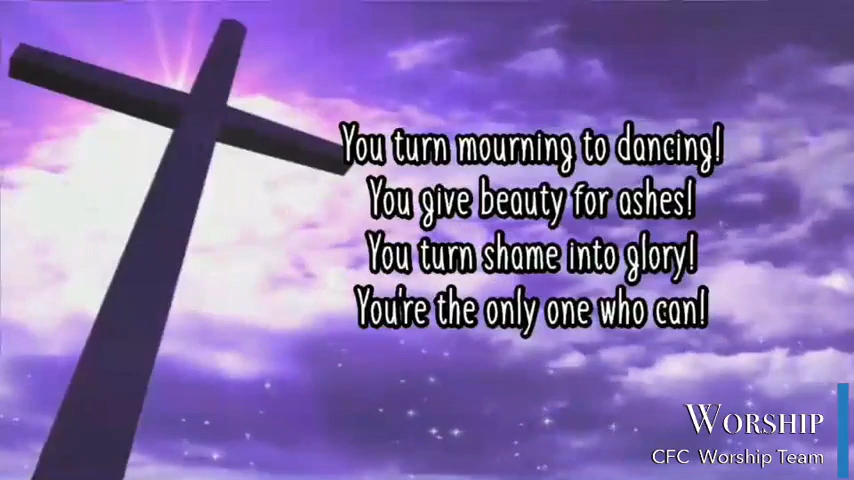 You turn mourning to dancing!
You give beauty for ashes!
You turn shame into glory!
You're the only one who can!
WORSHIP
CFC Worship Team